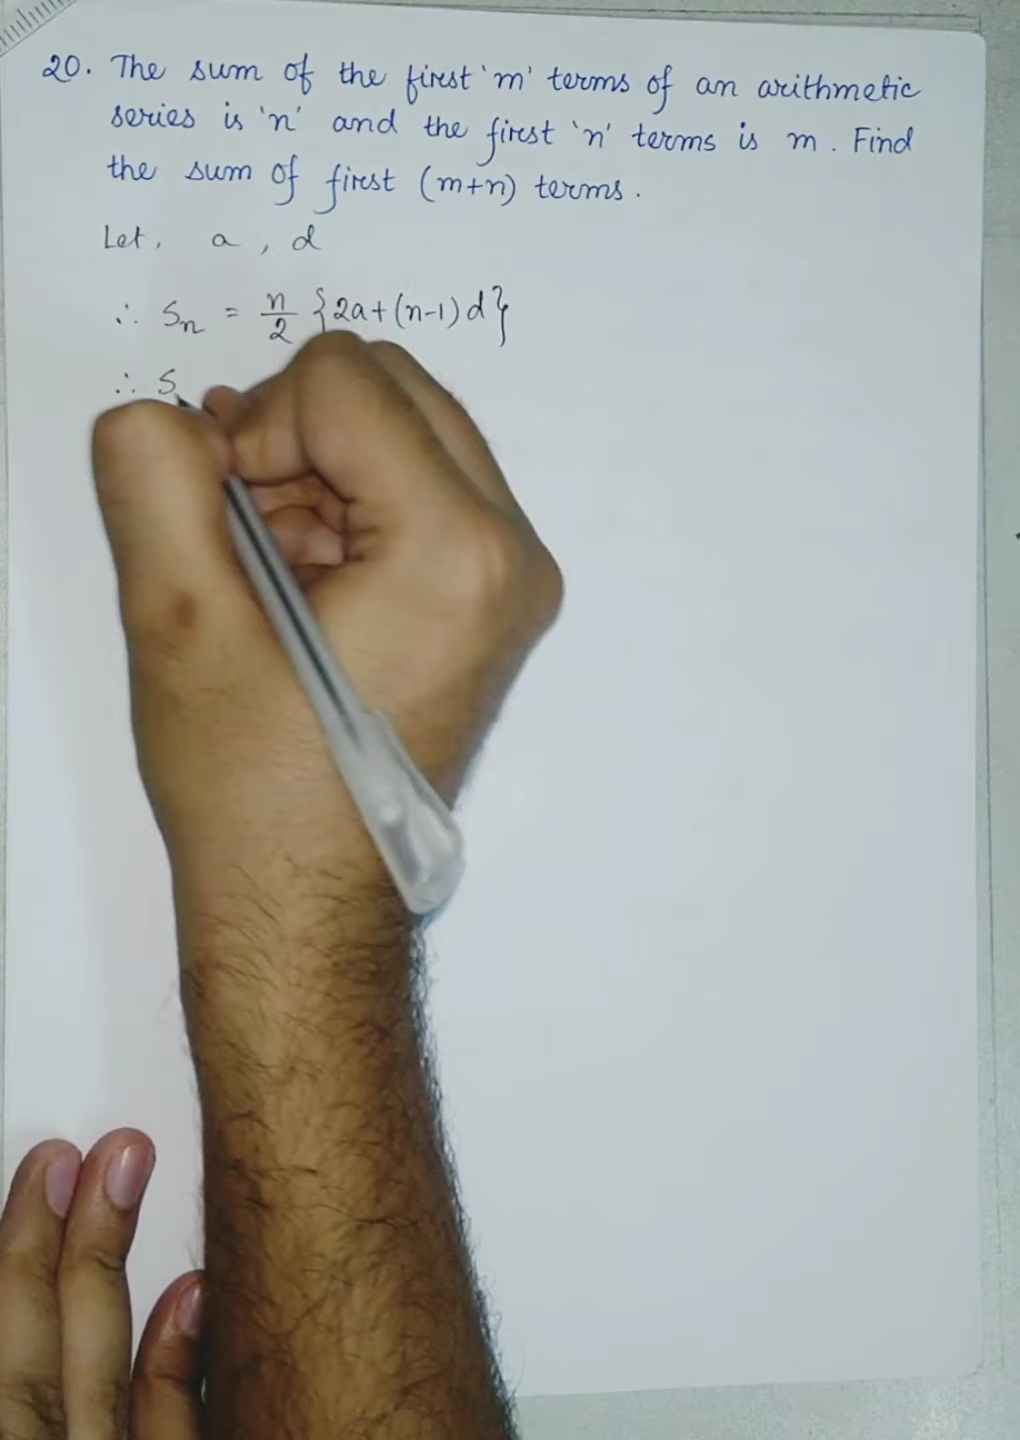 20. The sum of the first 'm' terms of an arithmetic
series is 'n' and the first 'n' terms is m. Find
the sum of first (m+n) terms.
Let, a, d
∴ Sn = n/2 {2a+(n-1)d}
∴ S